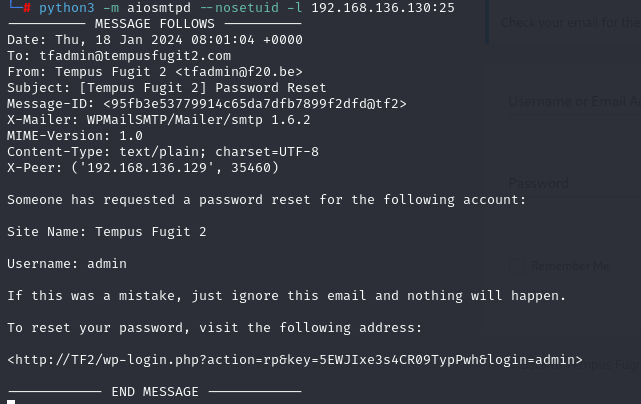 # python3 -m aiosmtpd --nosetuid -l 192.168.136.130:25
---------- MESSAGE FOLLOWS ----------
Date: Thu, 18 Jan 2024 08:01:04 +0000
To: tfadmin@tempusfugit2.com
From: Tempus Fugit 2 <tfadmin@f20.be>
Subject: [Tempus Fugit 2] Password Reset
Message-ID: <95fb3e53779914c65da7dfb7899f2dfd@tf2>
X-Mailer: WPMailSMTP/Mailer/smtp 1.6.2
MIME-Version: 1.0
Content-Type: text/plain; charset=UTF-8
X-Peer: ('192.168.136.129', 35460)
Someone has requested a password reset for the following account:
Site Name: Tempus Fugit 2
Username: admin
If this was a mistake, just ignore this email and nothing will happen.
To reset your password, visit the following address:
<http://TF2/wp-login.php?action=rp&key=5EWJIxe3s4CR09TypPwh&login=admin>
------------ END MESSAGE ------------
Check your email for the
Username or Email A
Password
Remember Me
Tempus Fug